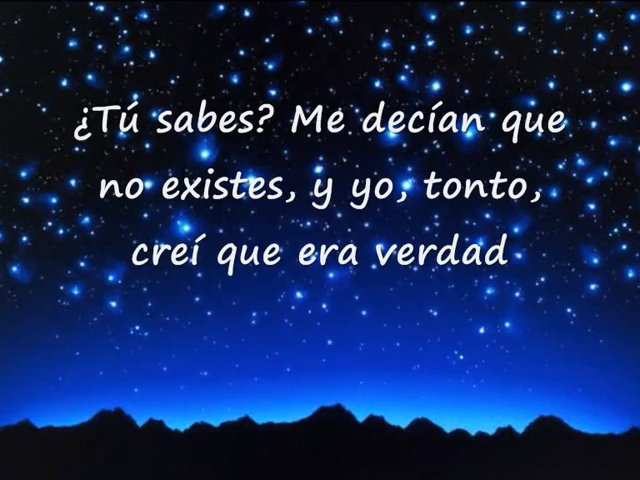 ¿Tú sabes? Me decían que
no existes, y yo, tonto,
creí que era verdad